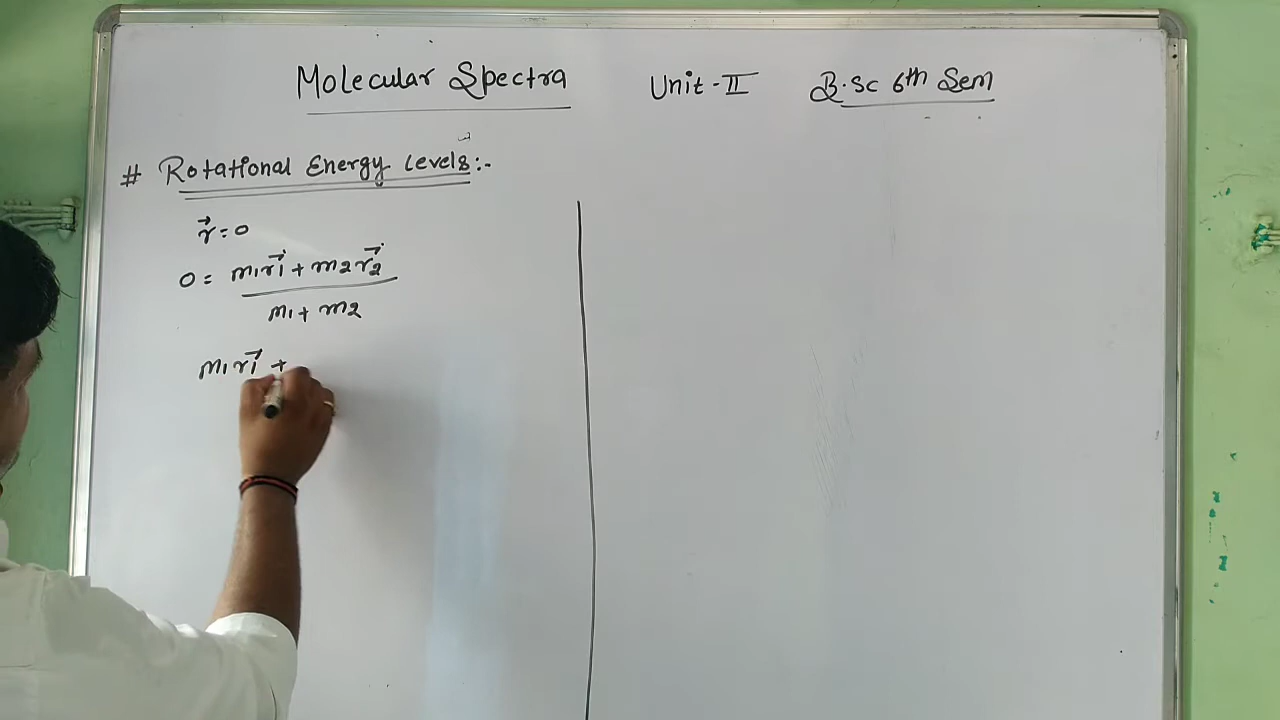 Molecular Spectra Unit-II B.Sc 6th Sem
# Rotational Energy Levels:-
r⃗ = 0
0 = m₁r₁⃗ + m₂r₂⃗
m₁ + m₂
m₁r₁⃗ +